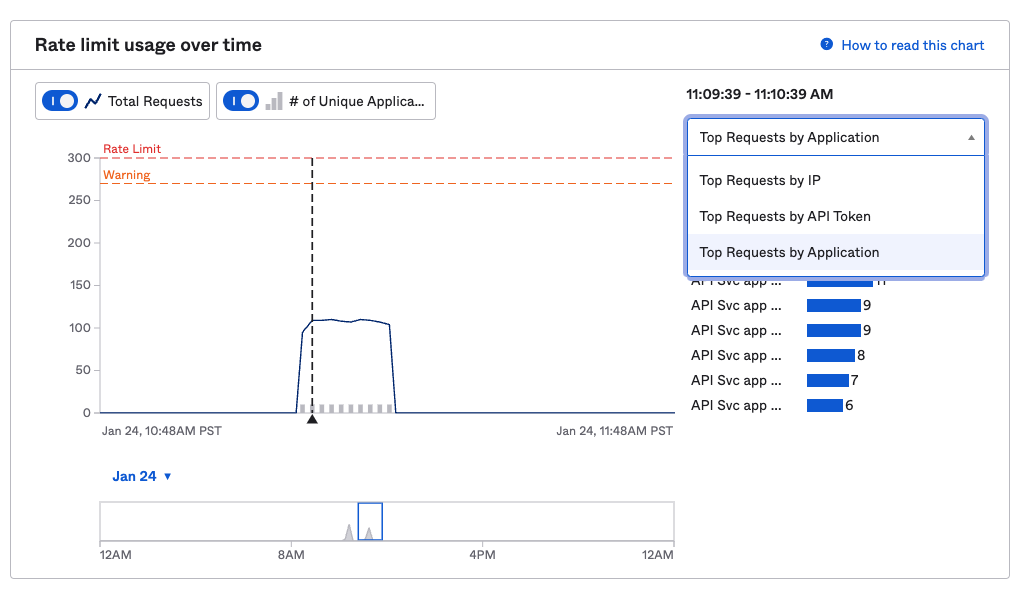 Rate limit usage over time
? How to read this chart
Total Requests
# of Unique Applica...
11:09:39 - 11:10:39 AM
Top Requests by Application
Top Requests by IP
Top Requests by API Token
Top Requests by Application
API Svc app ... 11
API Svc app ... 9
API Svc app ... 9
API Svc app ... 8
API Svc app ... 7
API Svc app ... 6
Rate Limit
300
Warning
250
200
150
100
50
0
Jan 24, 10:48AM PST
Jan 24, 11:48AM PST
Jan 24
12AM
8AM
4PM
12AM